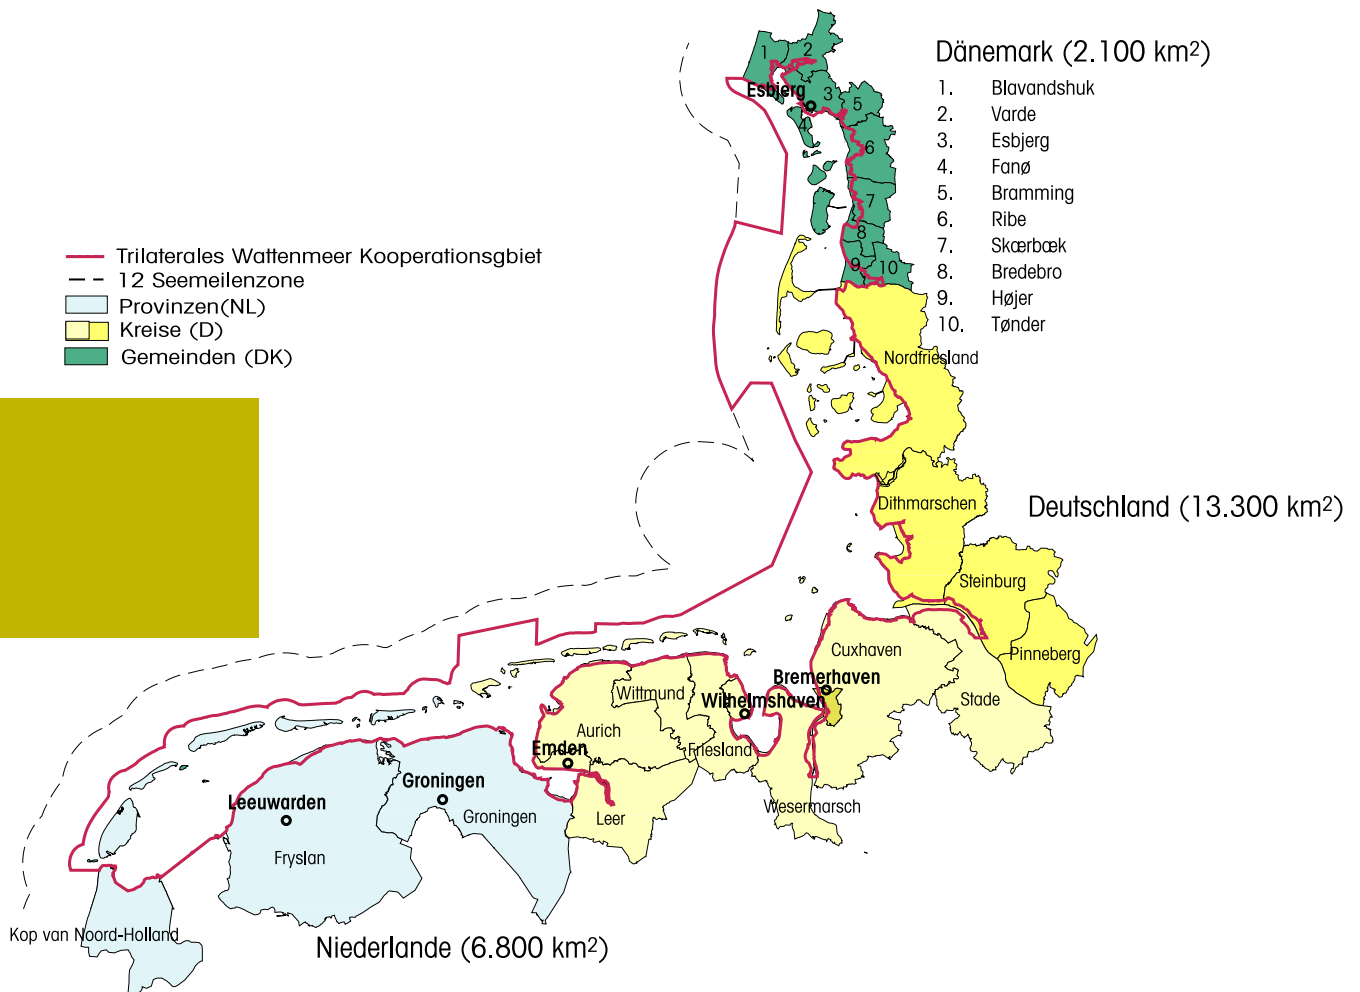 Dänemark (2.100 km²)
1. Blavandshuk
2. Varde
3. Esbjerg
4. Fanø
5. Bramming
6. Ribe
7. Skærbæk
8. Bredebro
9. Højer
10. Tønder
1
2
Esbjerg
3
5
4
6
7
8
9
10
Trilaterales Wattenmeer Kooperationsgbiet
12 Seemeilenzone
Provinzen(NL)
Kreise (D)
Gemeinden (DK)
Nordfriesland
Dithmarschen
Deutschland (13.300 km²)
Steinburg
Pinneberg
Cuxhaven
Bremerhaven
Stade
Wittmund
Wilhelmshaven
Aurich
Friesland
Emden
Wesermarsch
Leer
Groningen
Groningen
Leeuwarden
Fryslan
Kop van Noord-Holland
Niederlande (6.800 km²)